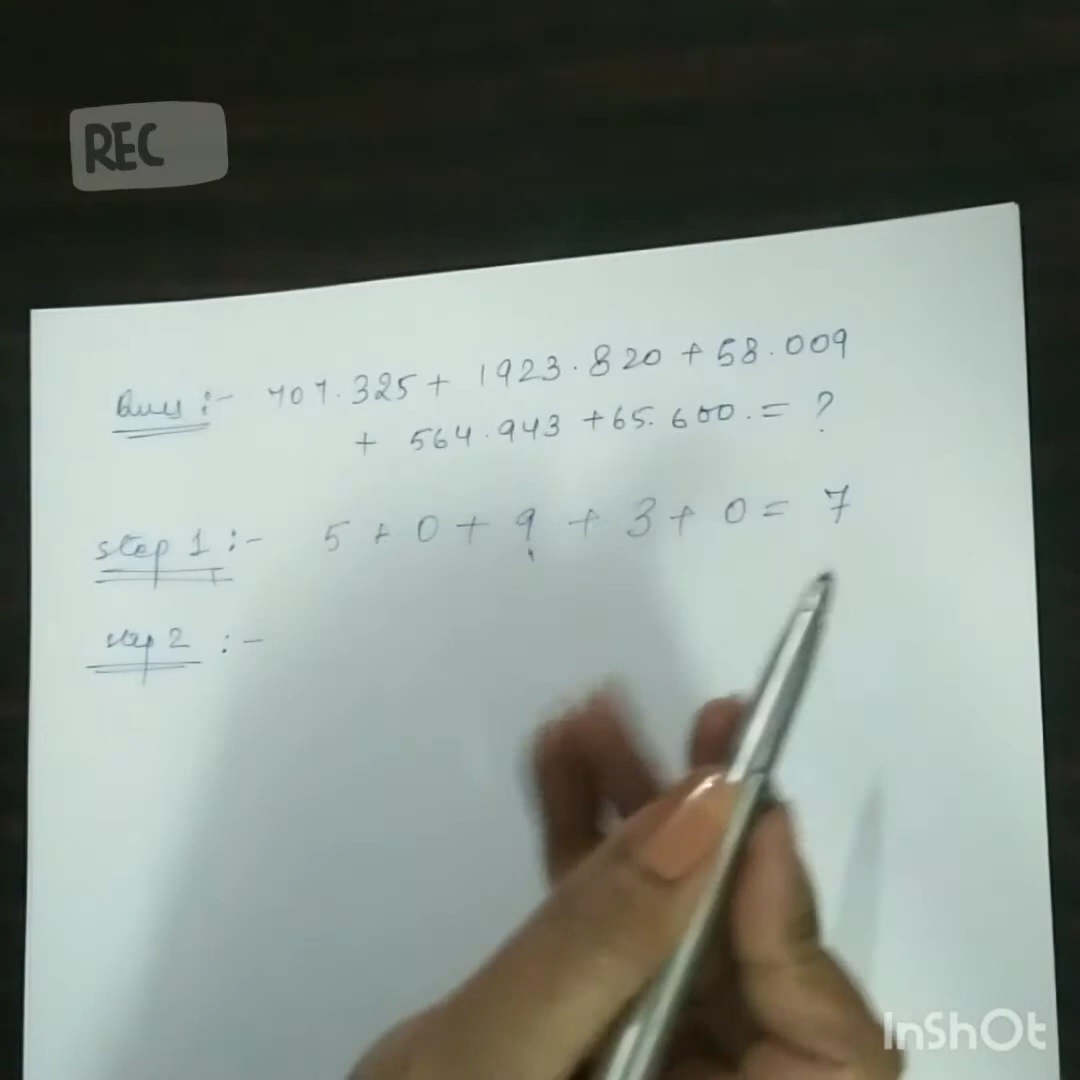 REC
Ques :- 707.325 + 1923.820 + 58.009
+ 564.943 + 65.600. = ?
Step 1 :- 5 + 0 + 9 + 3 + 0 = 7
Step 2 :-
InShOt